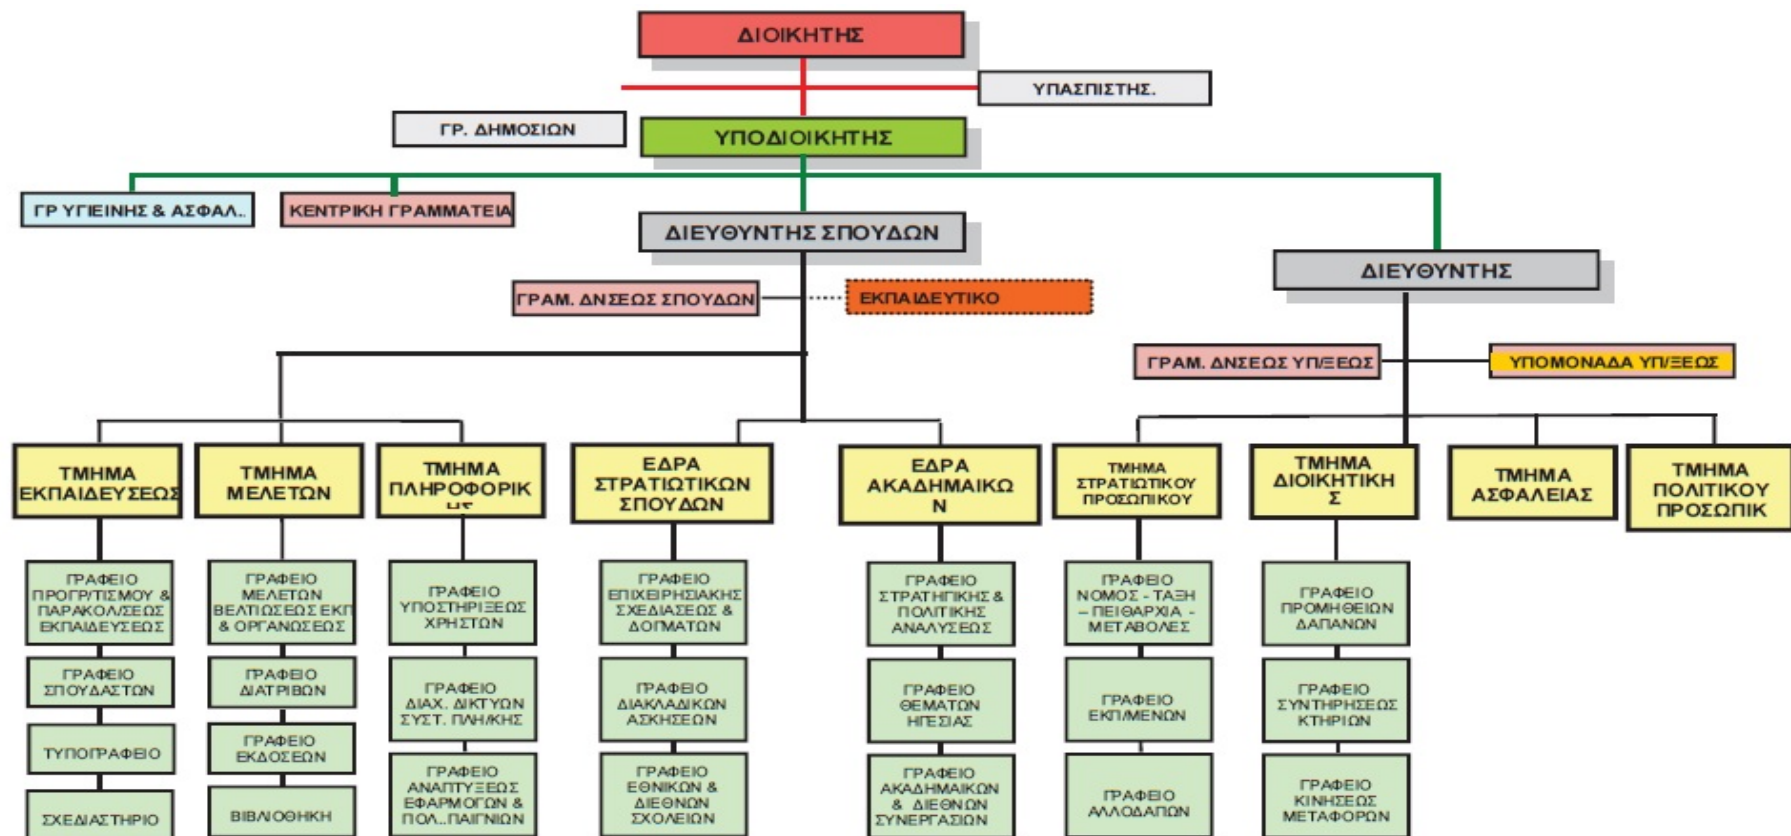 ΔΙΟΙΚΗΤΗΣ
ΥΠΑΣΠΙΣΤΗΣ.
ΓΡ. ΔΗΜΟΣΙΩΝ
ΥΠΟΔΙΟΙΚΗΤΗΣ
ΓΡ ΥΓΙΕΙΝΗΣ & ΑΣΦΑΛ..
ΚΕΝΤΡΙΚΗ ΓΡΑΜΜΑΤΕΙΑ
ΔΙΕΥΘΥΝΤΗΣ ΣΠΟΥΔΩΝ
ΔΙΕΥΘΥΝΤΗΣ
ΓΡΑΜ. ΔΝΣΕΩΣ ΣΠΟΥΔΩΝ
ΕΚΠΑΙΔΕΥΤΙΚΟ
ΓΡΑΜ. ΔΝΣΕΩΣ ΥΠ/ΞΕΩΣ
ΥΠΟΜΟΝΑΔΑ ΥΠ/ΞΕΩΣ
ΤΜΗΜΑ
ΕΚΠΑΙΔΕΥΣΕΩΣ
ΤΜΗΜΑ
ΜΕΛΕΤΩΝ
ΤΜΗΜΑ
ΠΛΗΡΟΦΟΡΙΚ
ΗΣ
ΕΔΡΑ
ΣΤΡΑΤΙΩΤΙΚΩΝ
ΣΠΟΥΔΩΝ
ΕΔΡΑ
ΑΚΑΔΗΜΑΙΚΩ
Ν
ΤΜΗΜΑ
ΣΤΡΑΤΙΩΤΙΚΟΥ
ΠΡΟΣΩΠΙΚΟΥ
ΤΜΗΜΑ
ΔΙΟΙΚΗΤΙΚΗ
Σ
ΤΜΗΜΑ
ΑΣΦΑΛΕΙΑΣ
ΤΜΗΜΑ
ΠΟΛΙΤΙΚΟΥ
ΠΡΟΣΩΠΙΚ
ΓΡΑΦΕΙΟ
ΠΡΟΓΡ/ΤΙΣΜΟΥ &
ΠΑΡΑΚΟΛ/ΣΕΩΣ
ΕΚΠΑΙΔΕΥΣΕΩΣ
ΓΡΑΦΕΙΟ
ΣΠΟΥΔΑΣΤΩΝ
ΤΥΠΟΓΡΑΦΕΙΟ
ΣΧΕΔΙΑΣΤΗΡΙΟ
ΓΡΑΦΕΙΟ
ΜΕΛΕΤΩΝ
ΒΕΛΤΙΩΣΕΩΣ ΕΚΠ
& ΟΡΓΑΝΩΣΕΩΣ
ΓΡΑΦΕΙΟ
ΔΙΑΤΡΙΒΩΝ
ΓΡΑΦΕΙΟ
ΕΚΔΟΣΕΩΝ
ΒΙΒΛΙΟΘΗΚΗ
ΓΡΑΦΕΙΟ
ΥΠΟΣΤΗΡΙΞΕΩΣ
ΧΡΗΣΤΩΝ
ΓΡΑΦΕΙΟ
ΔΙΑΧ. ΔΙΚΤΥΩΝ
ΣΥΣΤ. ΠΛΗ/ΚΗΣ
ΓΡΑΦΕΙΟ
ΑΝΑΠΤΥΞΕΩΣ
ΕΦΑΡΜΟΓΩΝ &
ΠΟΛ..ΠΑΙΓΝΙΩΝ
ΓΡΑΦΕΙΟ
ΕΠΙΧΕΙΡΗΣΙΑΚΗΣ
ΣΧΕΔΙΑΣΕΩΣ &
ΔΟΓΜΑΤΩΝ
ΓΡΑΦΕΙΟ
ΔΙΑΚΛΑΔΙΚΩΝ
ΑΣΚΗΣΕΩΝ
ΓΡΑΦΕΙΟ
ΕΘΝΙΚΩΝ &
ΔΙΕΘΝΩΝ
ΣΧΟΛΕΙΩΝ
ΓΡΑΦΕΙΟ
ΣΤΡΑΤΗΓΙΚΗΣ &
ΠΟΛΙΤΙΚΗΣ
ΑΝΑΛΥΣΕΩΣ
ΓΡΑΦΕΙΟ
ΘΕΜΑΤΩΝ
ΗΓΕΣΙΑΣ
ΓΡΑΦΕΙΟ
ΑΚΑΔΗΜΑΙΚΩΝ
& ΔΙΕΘΝΩΝ
ΣΥΝΕΡΓΑΣΙΩΝ
ΓΡΑΦΕΙΟ
ΝΟΜΟΣ - ΤΑΞΗ
– ΠΕΙΘΑΡΧΙΑ -
ΜΕΤΑΒΟΛΕΣ
ΓΡΑΦΕΙΟ
ΕΚΠ/ΜΕΝΩΝ
ΓΡΑΦΕΙΟ
ΑΛΛΟΔΑΠΩΝ
ΓΡΑΦΕΙΟ
ΠΡΟΜΗΘΕΙΩΝ
ΔΑΠΑΝΩΝ
ΓΡΑΦΕΙΟ
ΣΥΝΤΗΡΗΣΕΩΣ
ΚΤΗΡΙΩΝ
ΓΡΑΦΕΙΟ
ΚΙΝΗΣΕΩΣ
ΜΕΤΑΦΟΡΩΝ